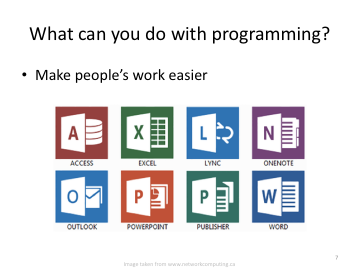 What can you do with programming?
• Make people's work easier
A X L N
ACCESS EXCEL LYNC ONENOTE
O P P W
OUTLOOK POWERPOINT PUBLISHER WORD
Image taken from www.networkcomputing.co
7